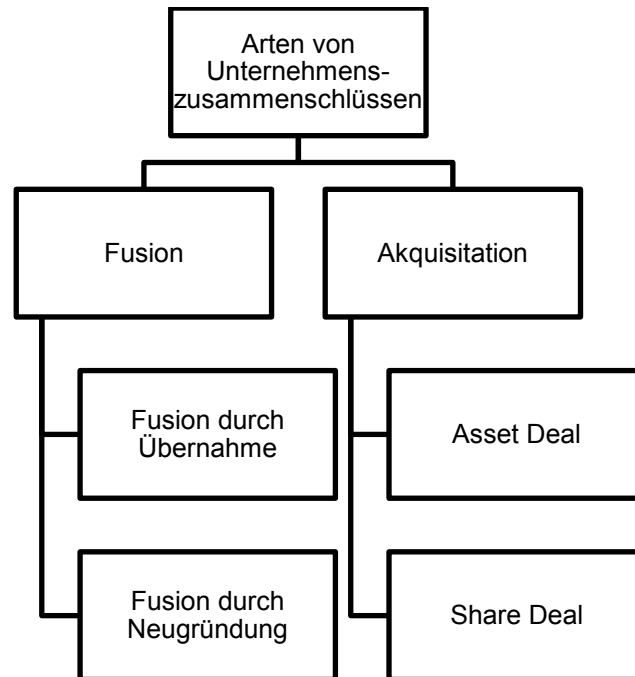 Arten von
Unternehmens-
zusammenschlüssen
Fusion
Akquisitation
Fusion durch
Übernahme
Asset Deal
Fusion durch
Neugründung
Share Deal